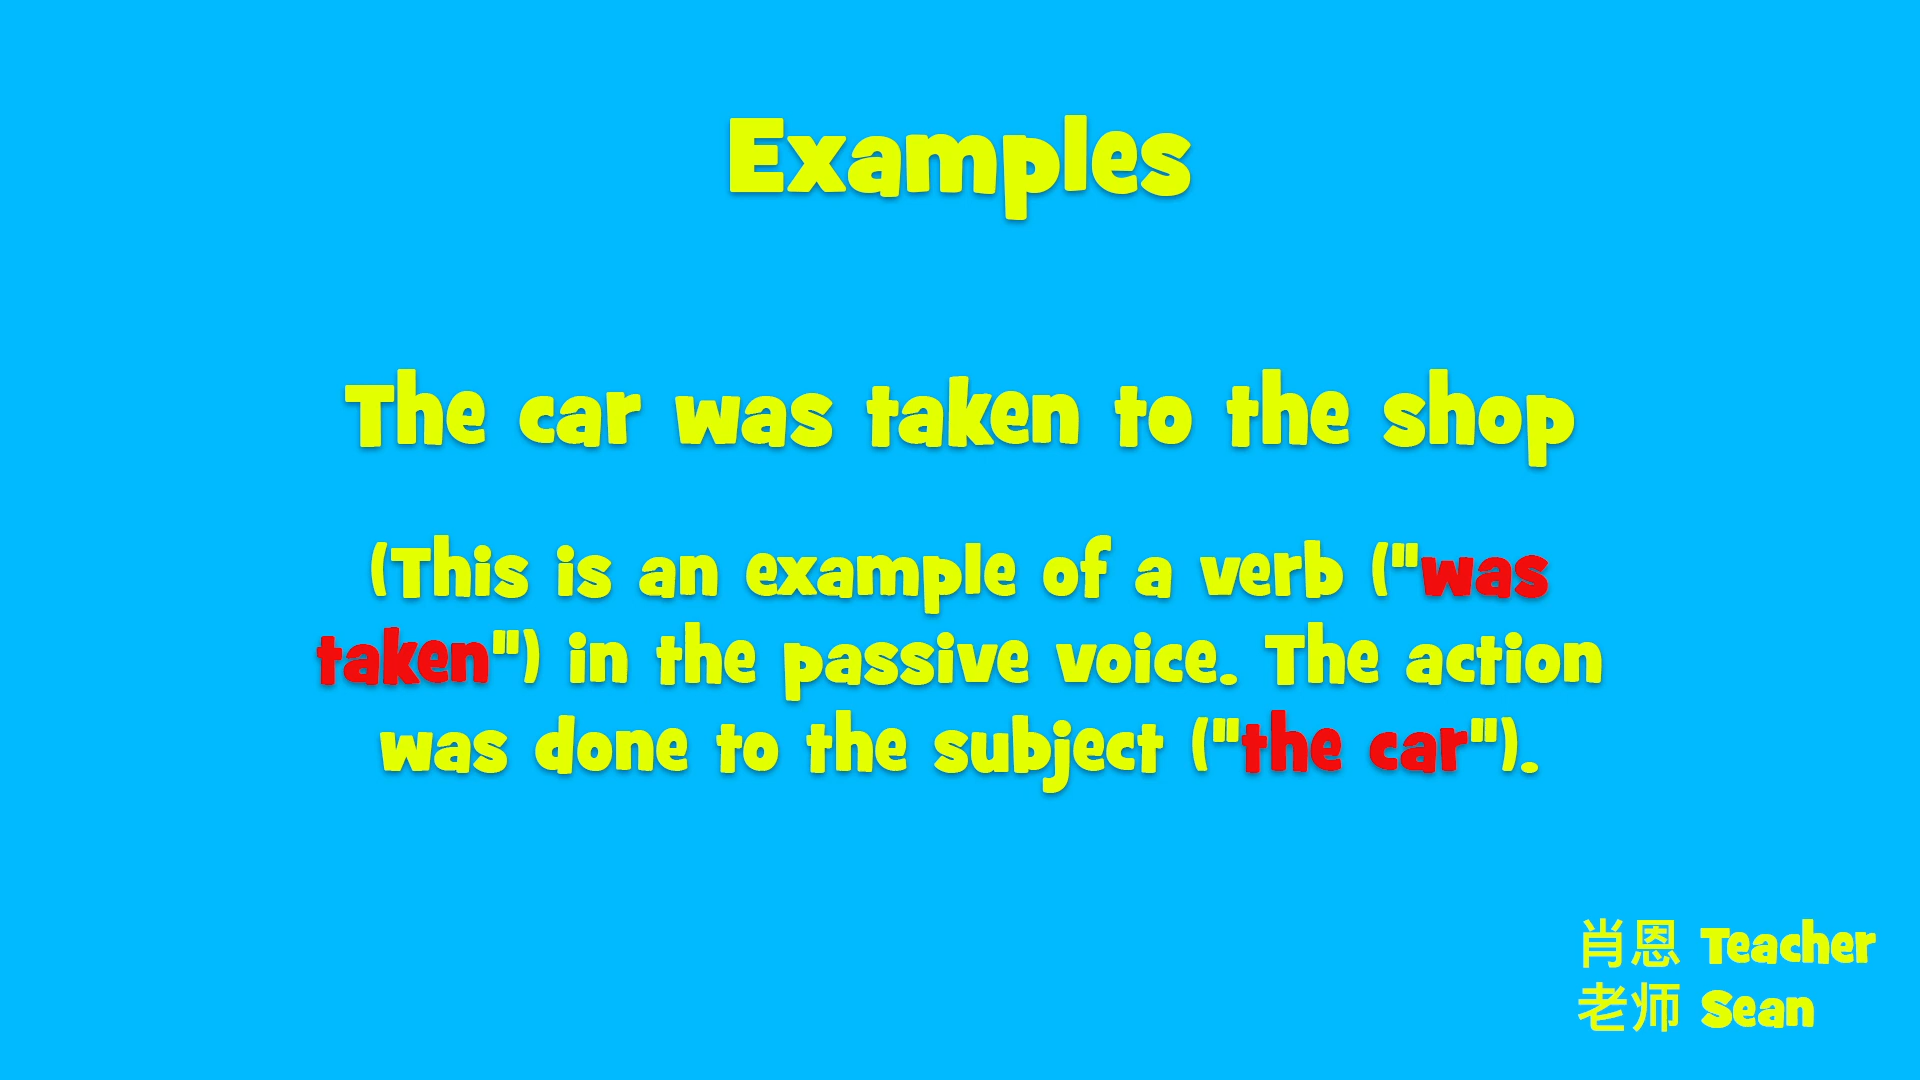 Examples
The car was taken to the shop
(This is an example of a verb ("was
taken") in the passive voice. The action
was done to the subject ("the car").
肖恩 Teacher
老师 Sean